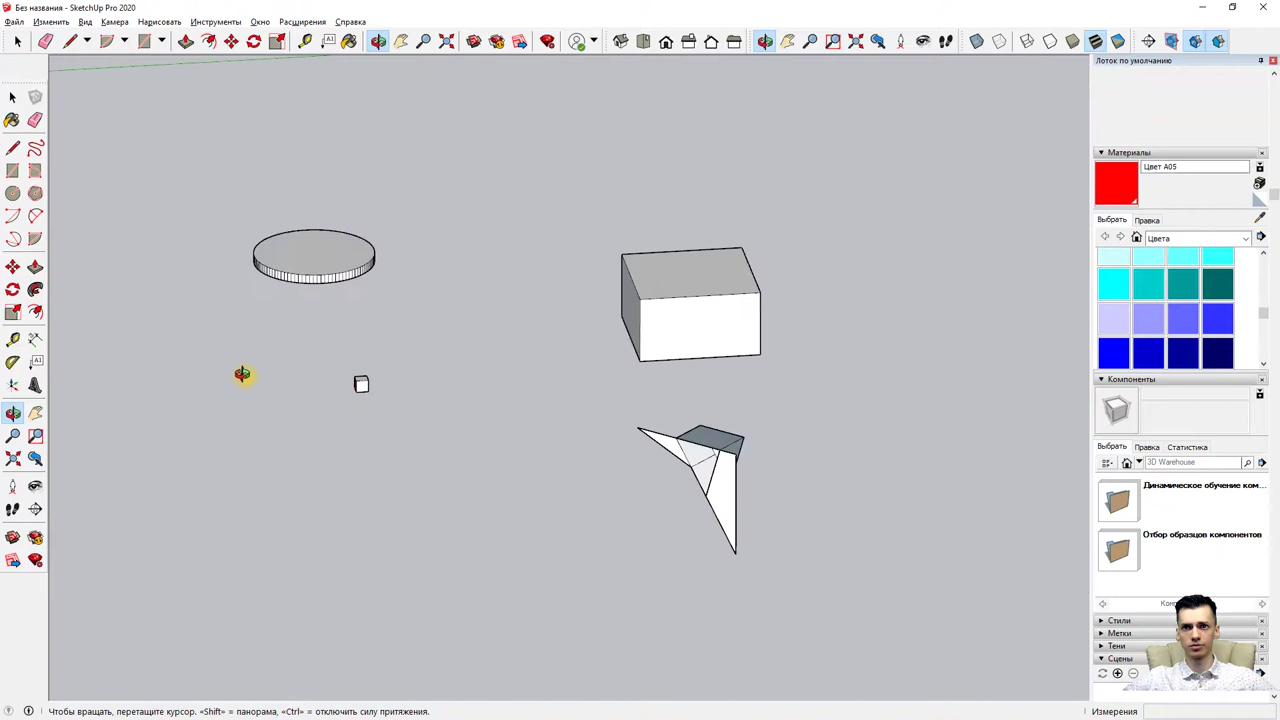 Без названия - SketchUp Pro 2020
Файл Изменить Вид Камера Нарисовать Инструменты Окно Расширения Справка
Лоток по умолчанию
Материалы
Цвет A05
Выбрать Правка
Цвета
Компоненты
Выбрать Правка Статистика
3D Warehouse
Динамическое обучение ком...
Отбор образцов компонентов
Стили
Метки
Тени
Сцены
Чтобы вращать, перетащите курсор. «Shift» = панорама, «Ctrl» = отключить силу притяжения.
Измерения